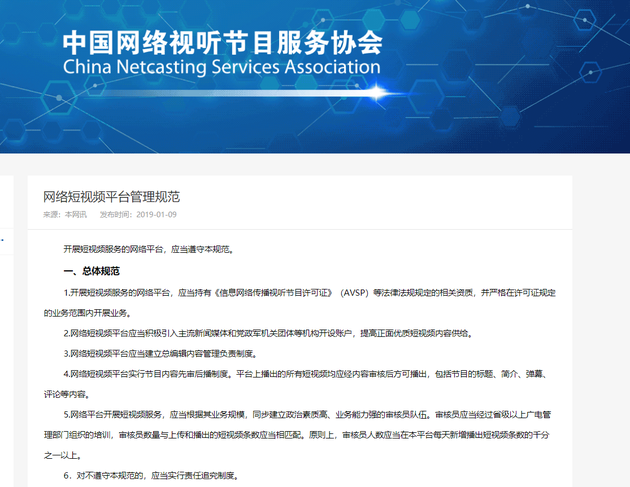 中国网络视听节目服务协会
China Netcasting Services Association
网络短视频平台管理规范
来源：本网讯 发布时间：2019-01-09
开展短视频服务的网络平台，应当遵守本规范。
一、总体规范
1.开展短视频服务的网络平台，应当持有《信息网络传播视听节目许可证》（AVSP）等法律法规规定的相关资质，并严格在许可证规定
的业务范围内开展业务。
2.网络短视频平台应当积极引入主流新闻媒体和党政军机关团体等机构开设账户，提高正面优质短视频内容供给。
3.网络短视频平台应当建立总编辑内容管理负责制度。
4.网络短视频平台实行节目内容先审后播制度。平台上播出的所有短视频均应经内容审核后方可播出，包括节目的标题、简介、弹幕、
评论等内容。
5.网络平台开展短视频服务，应当根据其业务规模，同步建立政治素质高、业务能力强的审核员队伍。审核员应当经过省级以上广电管
理部门组织的培训，审核员数量与上传和播出的短视频条数应当相匹配。原则上，审核员人数应当在本平台每天新增播出短视频条数的千分
之一以上。
6．对不遵守本规范的，应当实行责任追究制度。